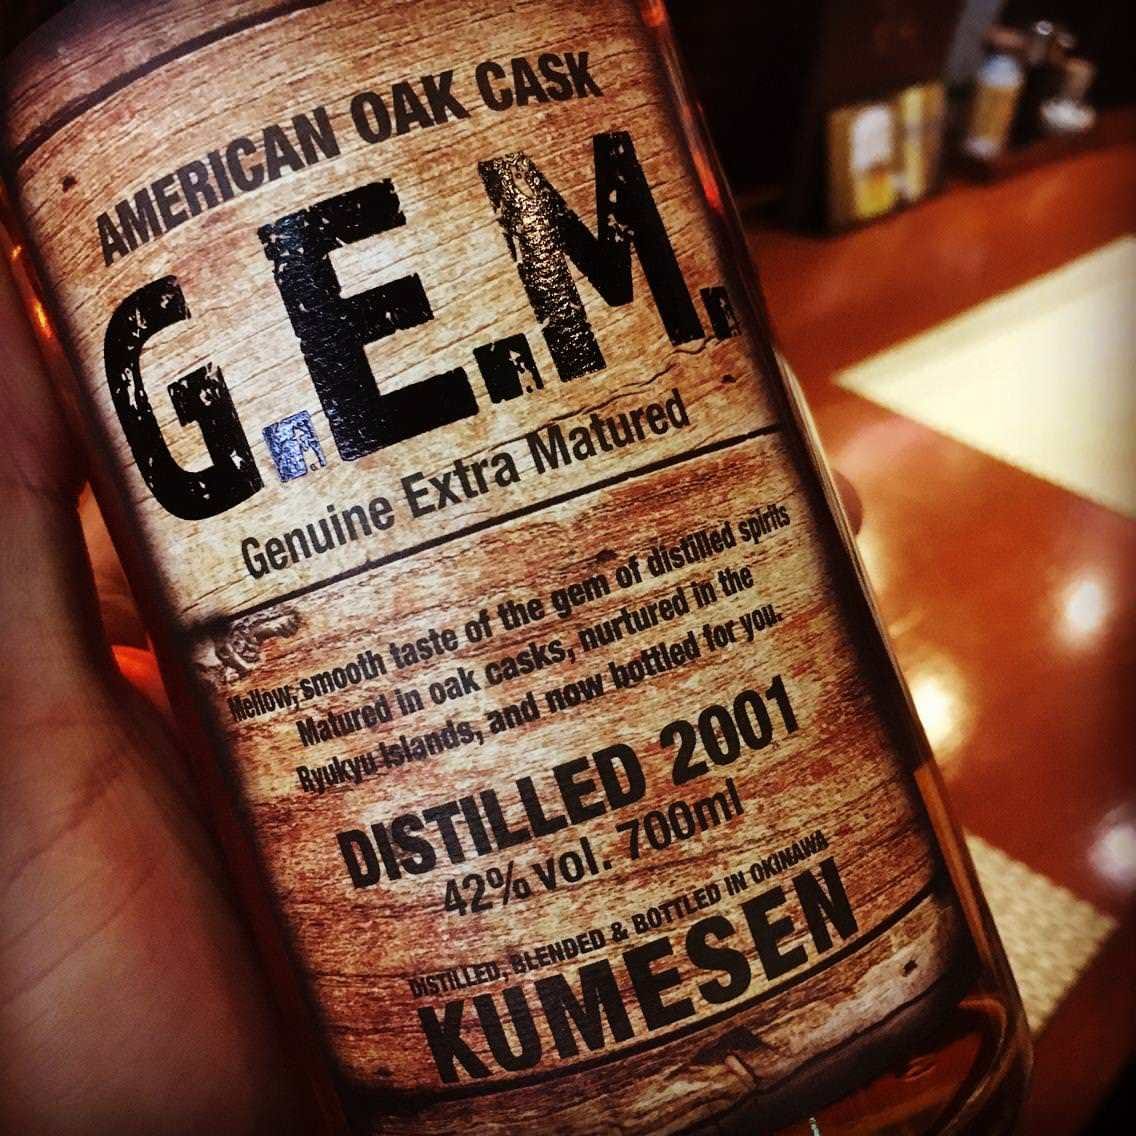 AMERICAN OAK CASK
G.E.M.
Genuine Extra Matured
Mellow, smooth taste of the gem of distilled spirits
Matured in oak casks, nurtured in the
Ryukyu Islands, and now bottled for you.
DISTILLED 2001
42% vol. 700ml
DISTILLED, BLENDED & BOTTLED IN OKINAWA
KUMESEN